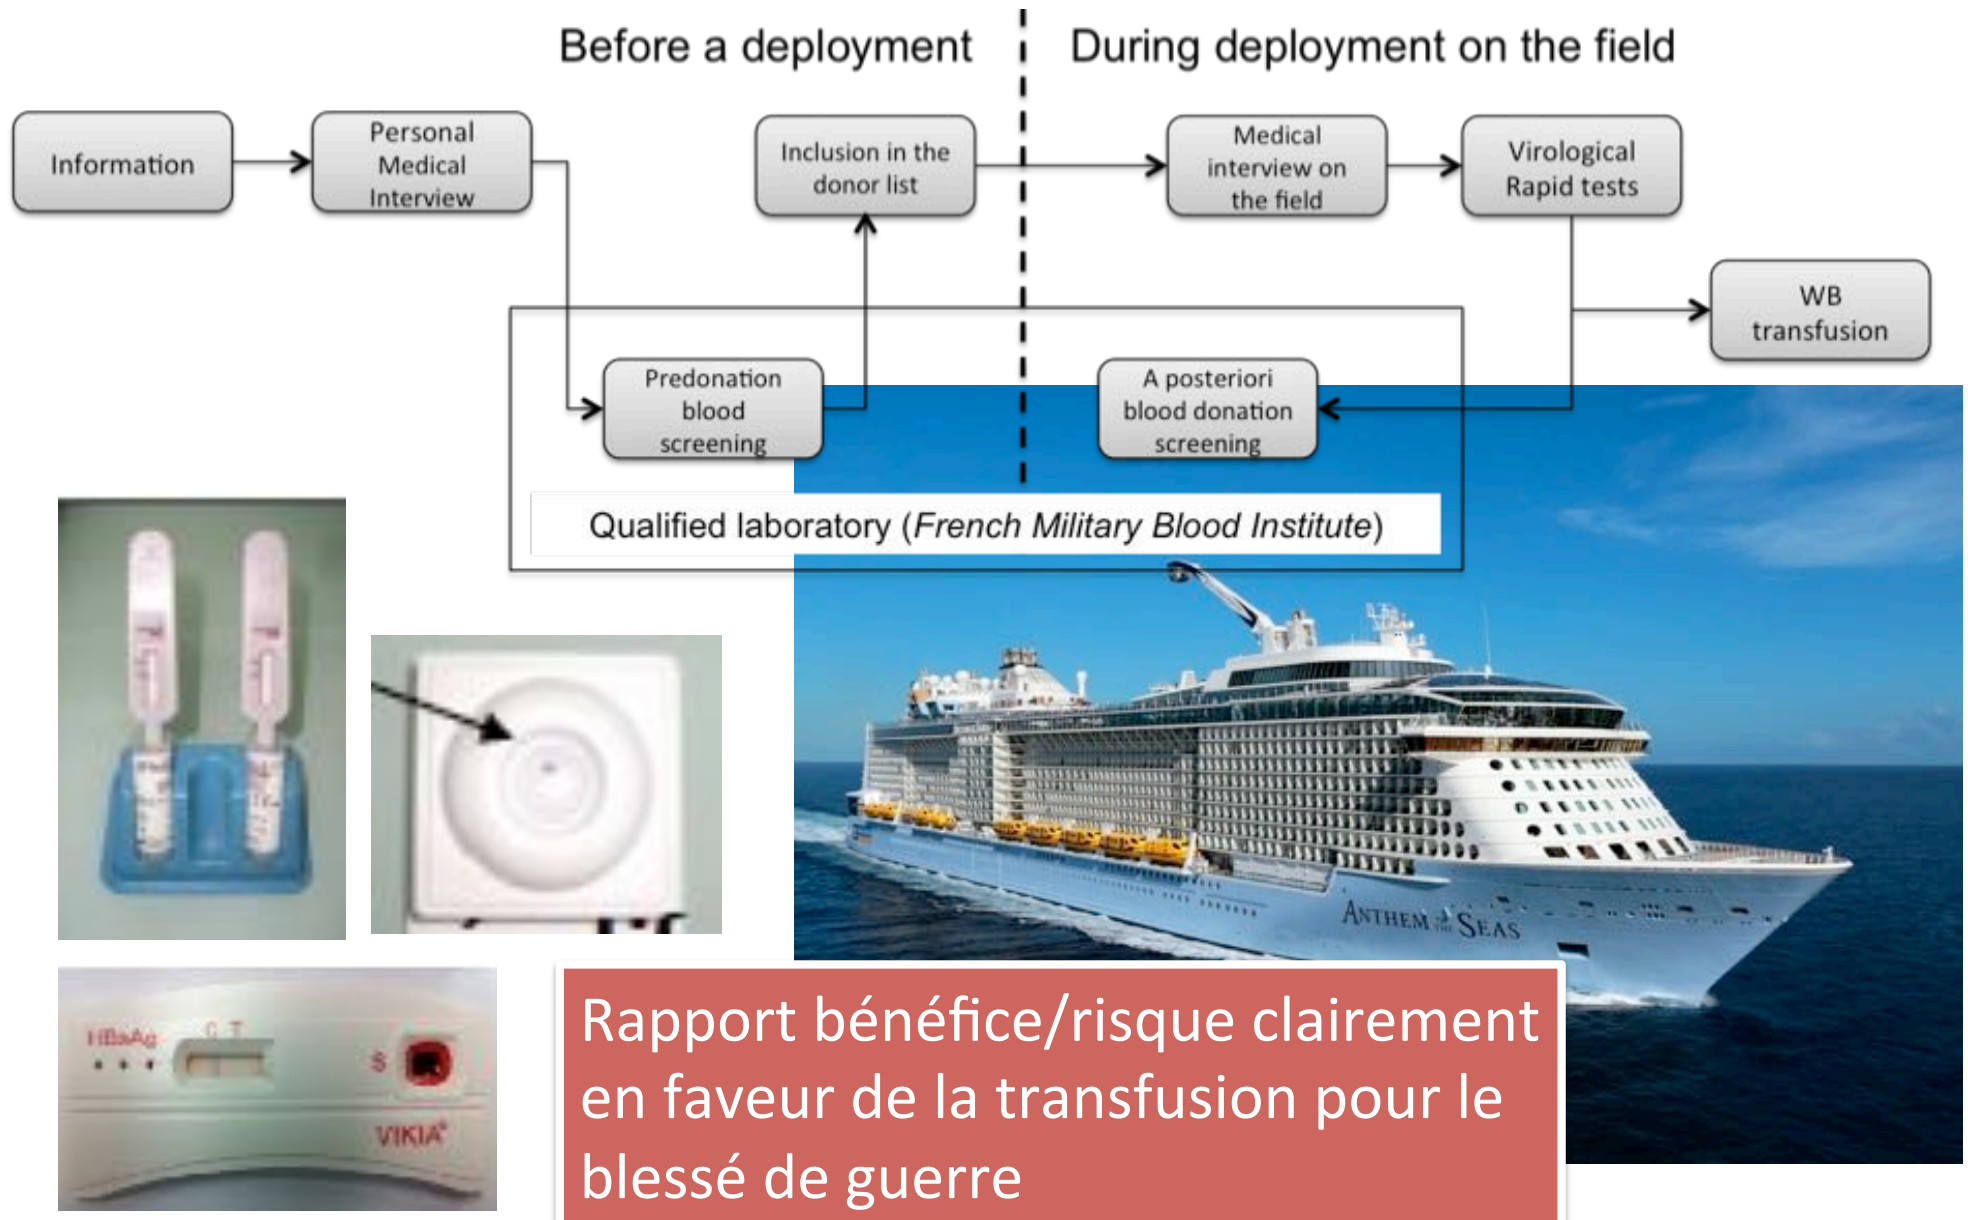 Before a deployment
During deployment on the field
Information
Personal
Medical
Interview
Inclusion in the
donor list
Medical
interview on
the field
Virological
Rapid tests
WB
transfusion
Predonation
blood
screening
A posteriori
blood donation
screening
Qualified laboratory (French Military Blood Institute)
ANTHEM OF THE SEAS
HBsAg
C T
S
VIKIA®
Rapport bénéfice/risque clairement
en faveur de la transfusion pour le
blessé de guerre